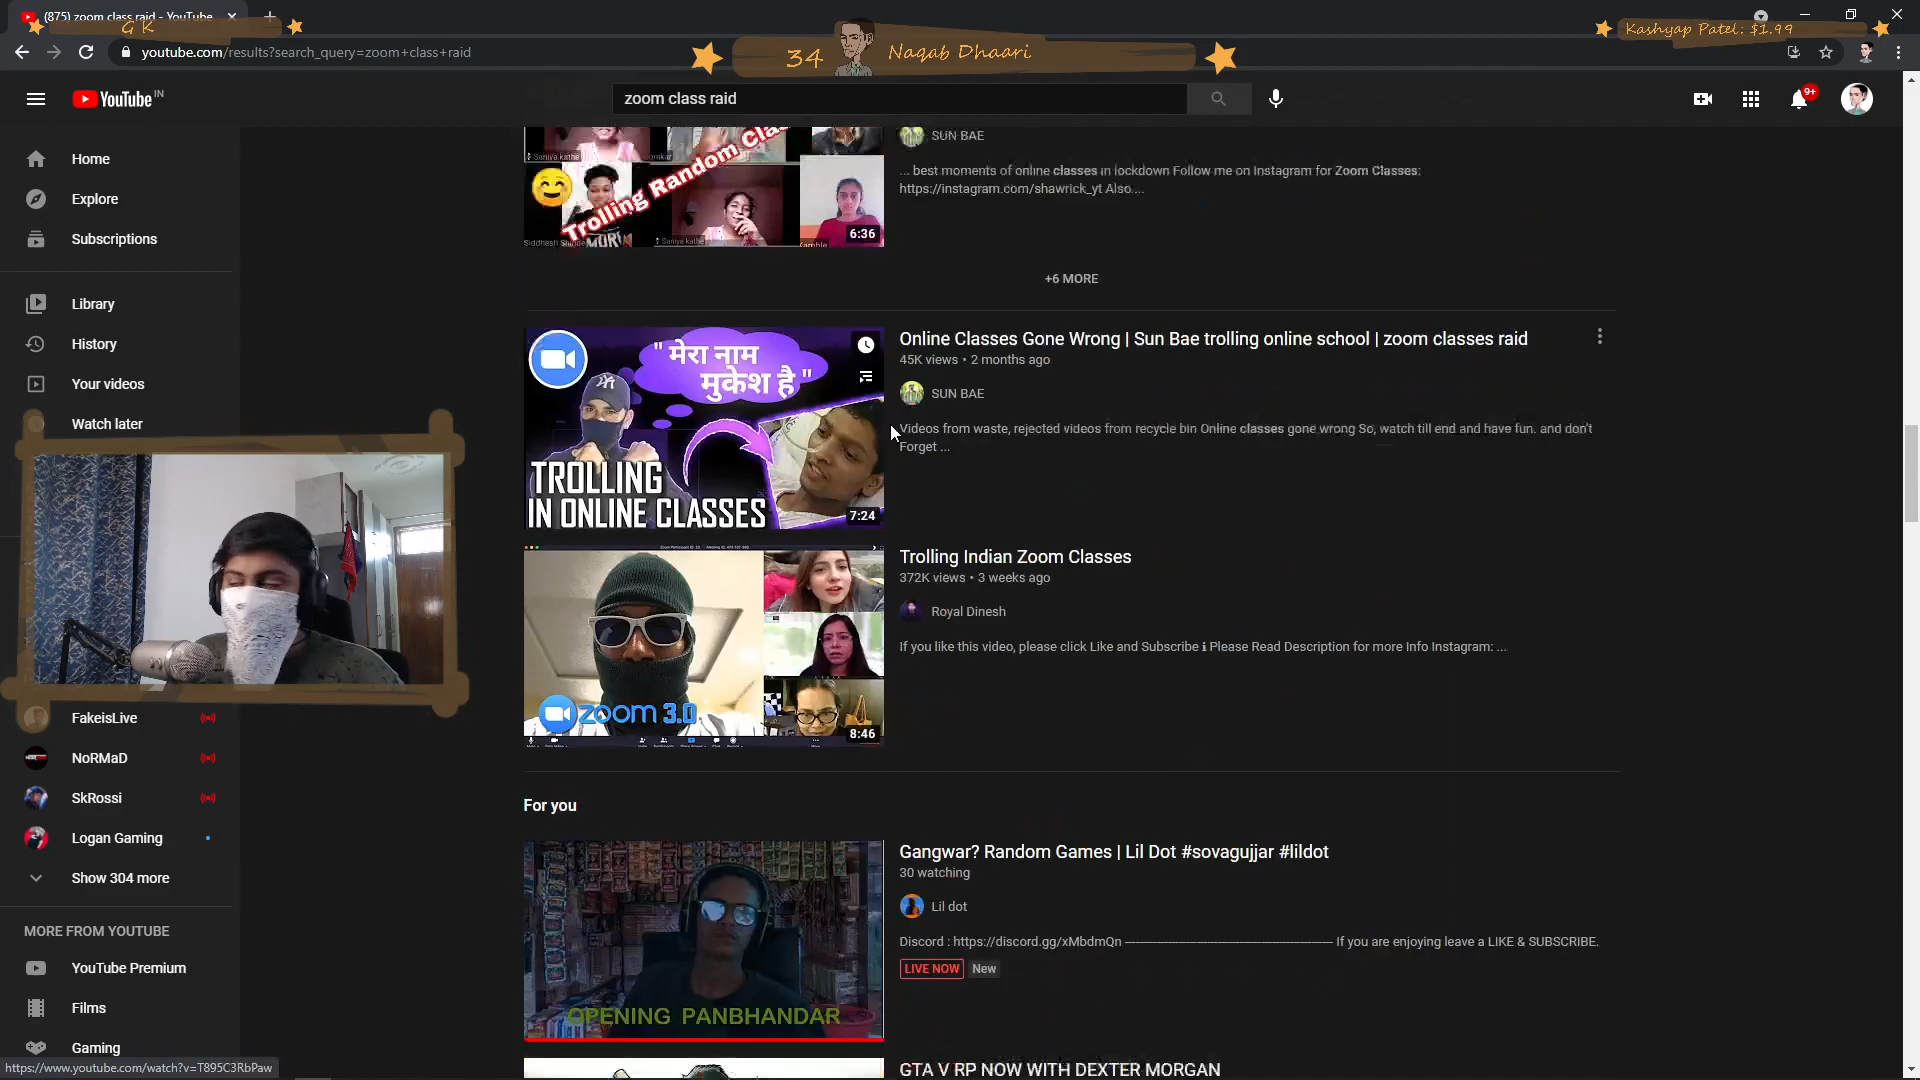 (875) zoom class raid - YouTube
G K
34 Naqab Dhaari
Kashyap Patel: $1.99
youtube.com/results?search_query=zoom+class+raid
YouTube IN
zoom class raid
9+
Home
Explore
Subscriptions
Library
History
Your videos
Watch later
FakeisLive
NoRMaD
SkRossi
Logan Gaming
Show 304 more
MORE FROM YOUTUBE
YouTube Premium
Films
Gaming
https://www.youtube.com/watch?v=T895C3RbPaw
Trolling Random Cla
Saniya kathe
Siddhesh Shinde
Saniya kathe
Kamble
6:36
SUN BAE
... best moments of online classes in lockdown Follow me on Instagram for Zoom Classes:
https://instagram.com/shawrick_yt Also ...
+6 MORE
" मेरा नाम
मुकेश है "
TROLLING
IN ONLINE CLASSES
7:24
Online Classes Gone Wrong | Sun Bae trolling online school | zoom classes raid
45K views • 2 months ago
SUN BAE
Videos from waste, rejected videos from recycle bin Online classes gone wrong So, watch till end and have fun. and don't
Forget ...
zoom 3.0
8:46
Trolling Indian Zoom Classes
372K views • 3 weeks ago
Royal Dinesh
If you like this video, please click Like and Subscribe ℹ Please Read Description for more Info Instagram: ...
For you
OPENING PANBHANDAR
Gangwar? Random Games | Lil Dot #sovagujjar #lildot
30 watching
Lil dot
Discord : https://discord.gg/xMbdmQn ---------------------------------------------------- If you are enjoying leave a LIKE & SUBSCRIBE.
LIVE NOW New
GTA V RP NOW WITH DEXTER MORGAN